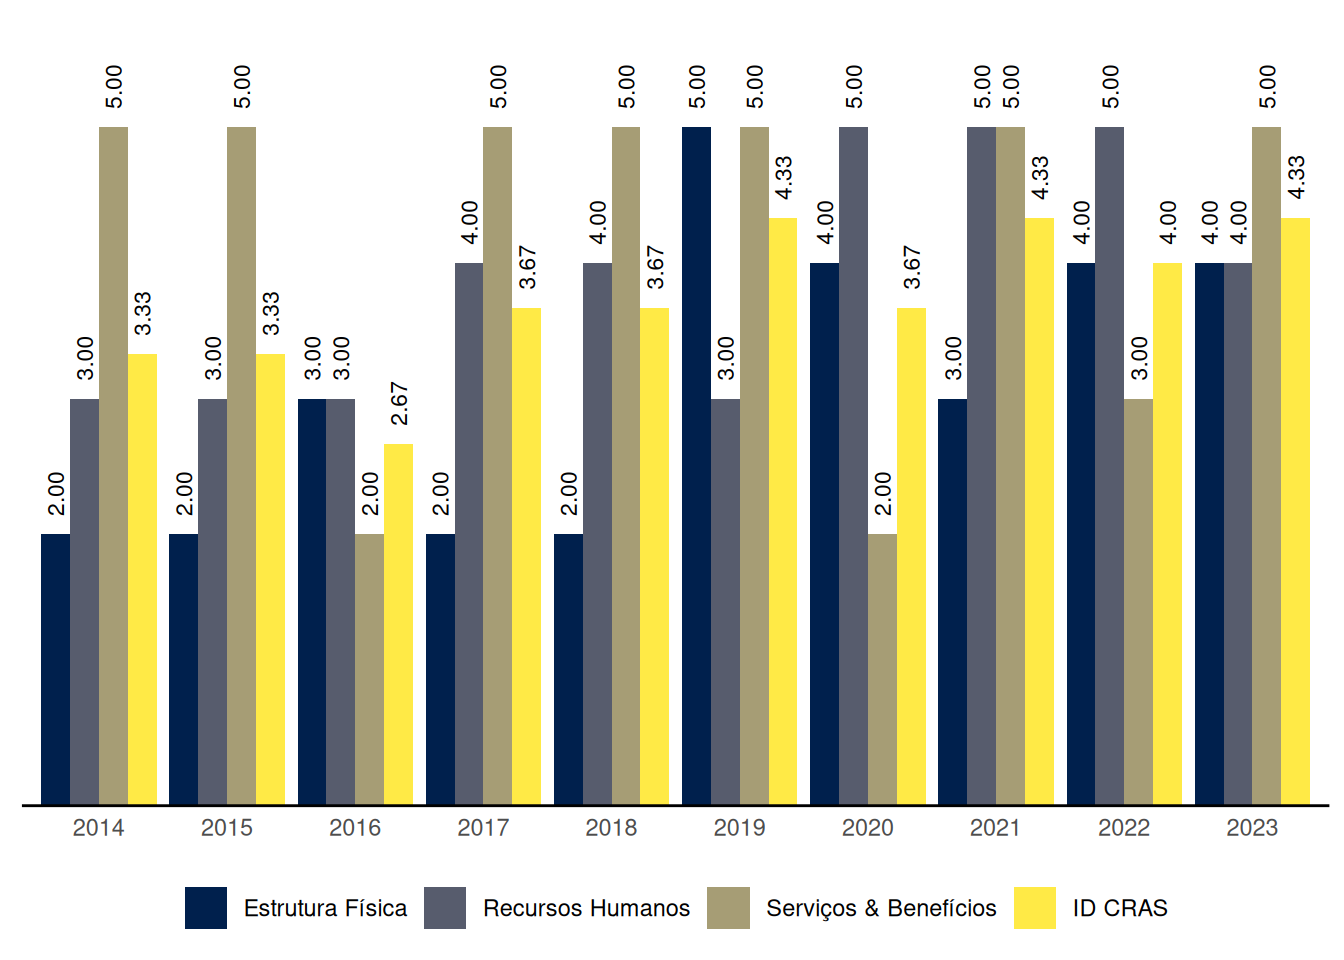 2.00 3.00 5.00 3.33 2.00 3.00 5.00 3.33 3.00 3.00 2.00 2.67 2.00 4.00 5.00 3.67 2.00 4.00 5.00 3.67 5.00 3.00 5.00 4.33 4.00 5.00 2.00 3.67 3.00 5.00 5.00 4.33 4.00 5.00 3.00 4.00 4.00 4.00 5.00 4.33
2014 2015 2016 2017 2018 2019 2020 2021 2022 2023
Estrutura Física Recursos Humanos Serviços & Benefícios ID CRAS